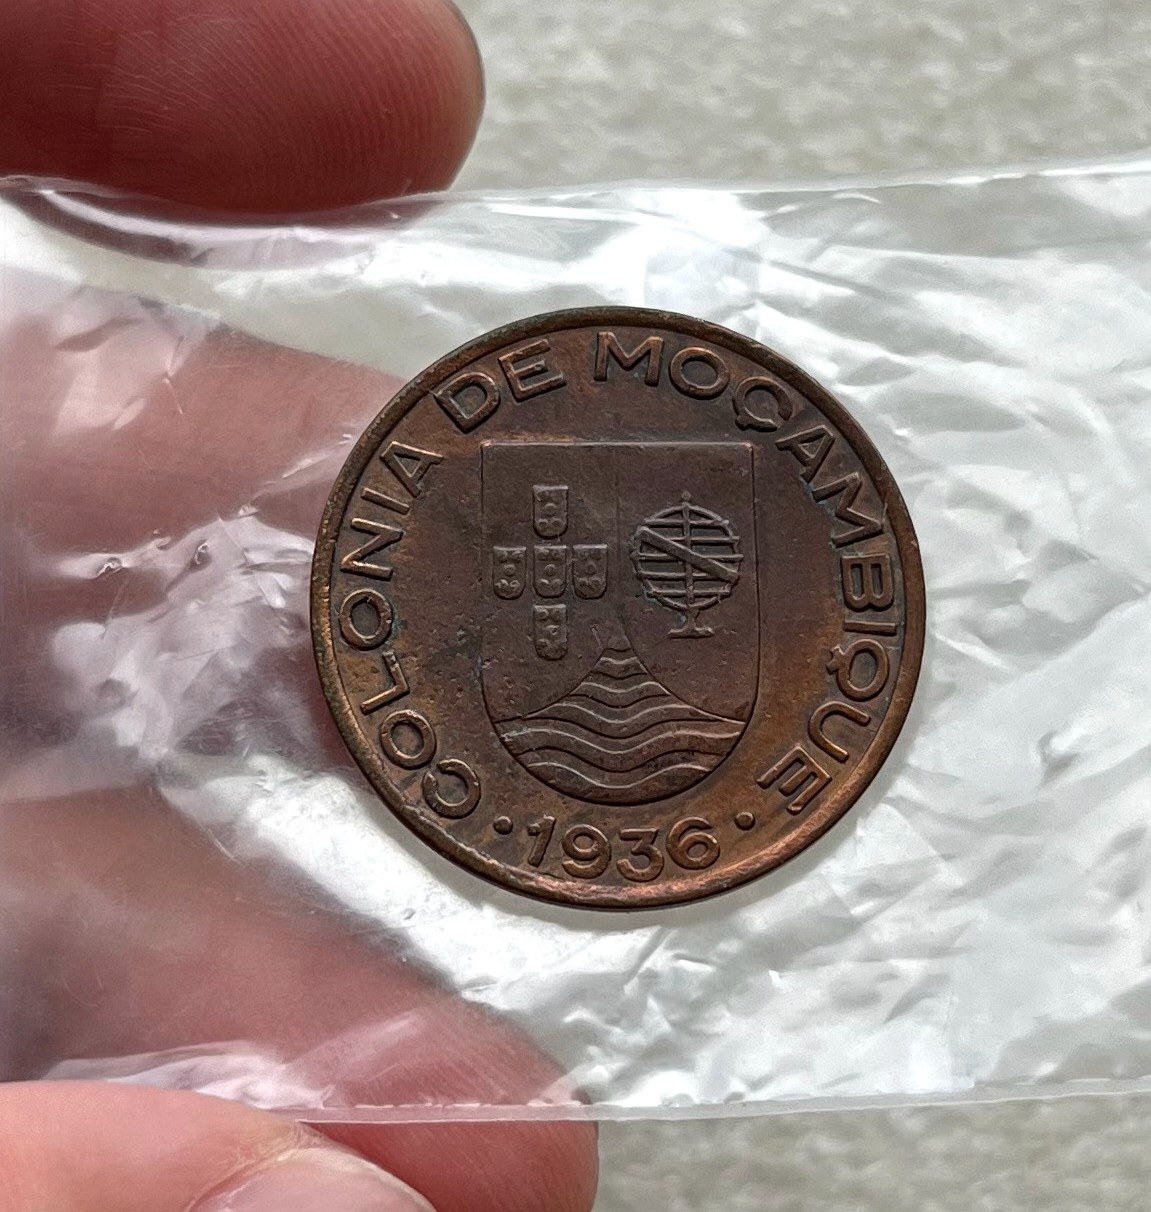 COLONIA DE MOÇAMBIQUE
· 1936 ·